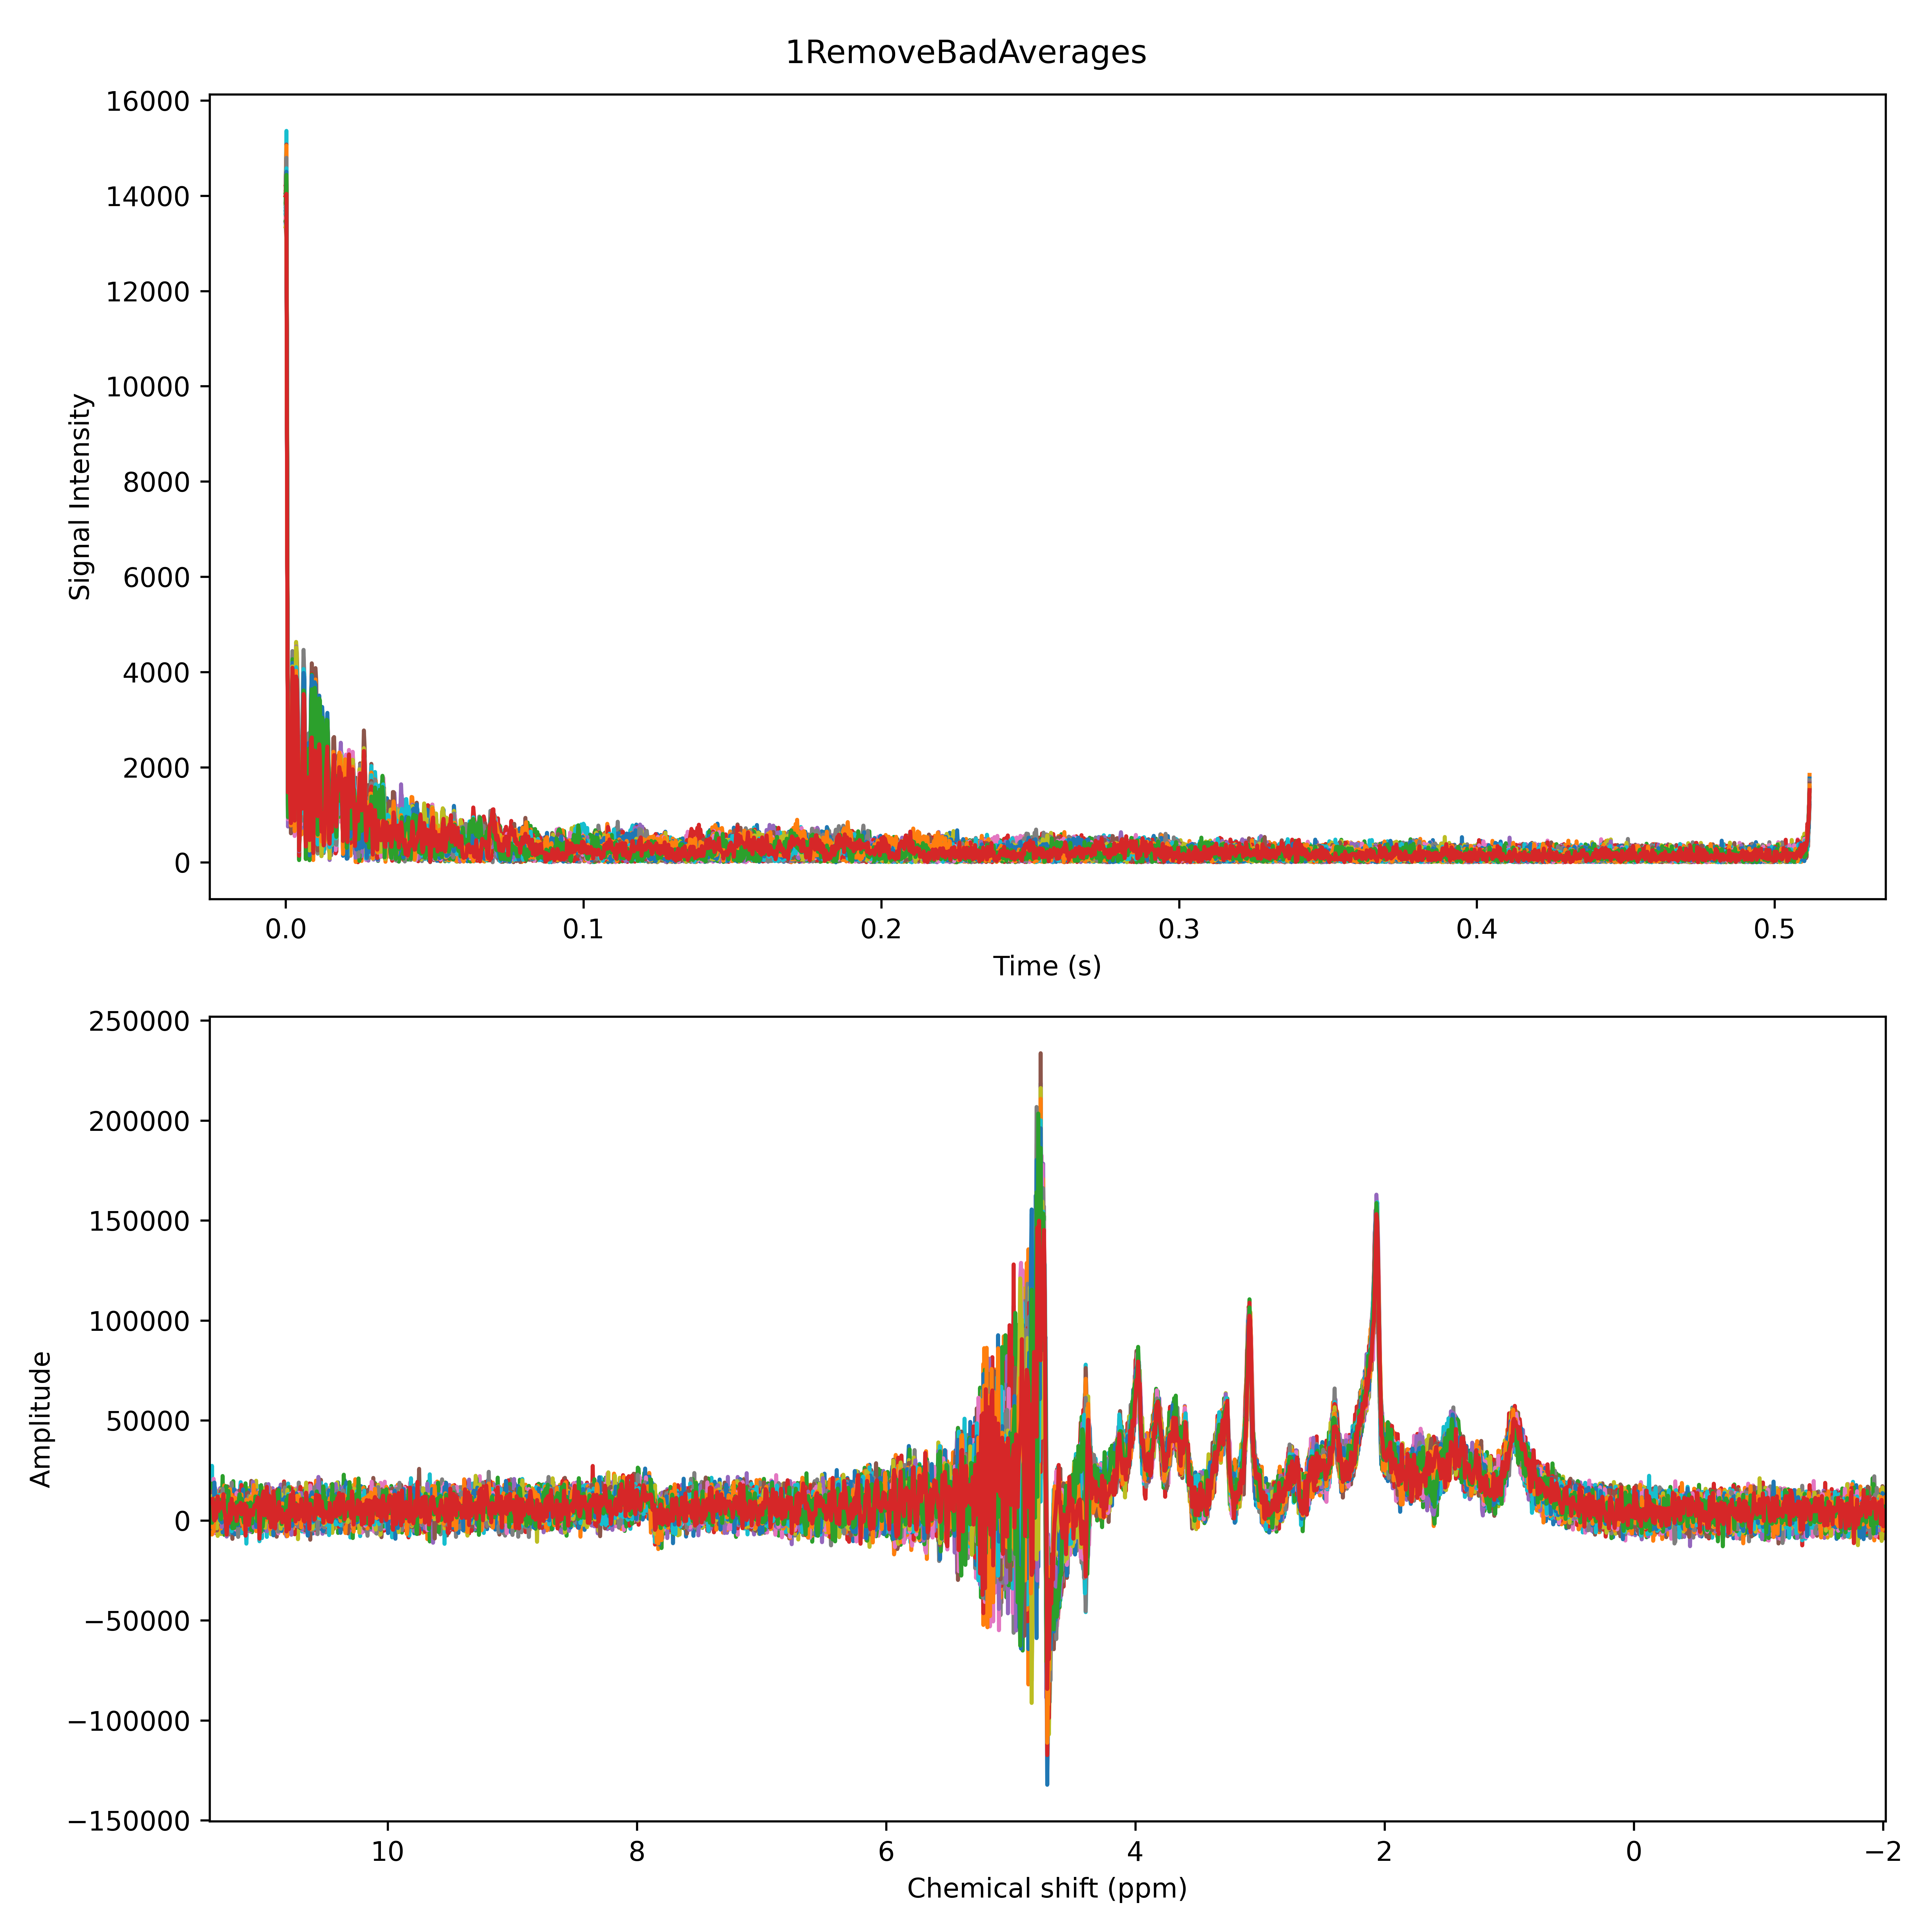 1RemoveBadAverages
16000
14000
12000
10000
8000
6000
4000
2000
0
Signal Intensity
0.0 0.1 0.2 0.3 0.4 0.5
Time (s)
250000
200000
150000
100000
50000
0
−50000
−100000
−150000
Amplitude
10 8 6 4 2 0 −2
Chemical shift (ppm)